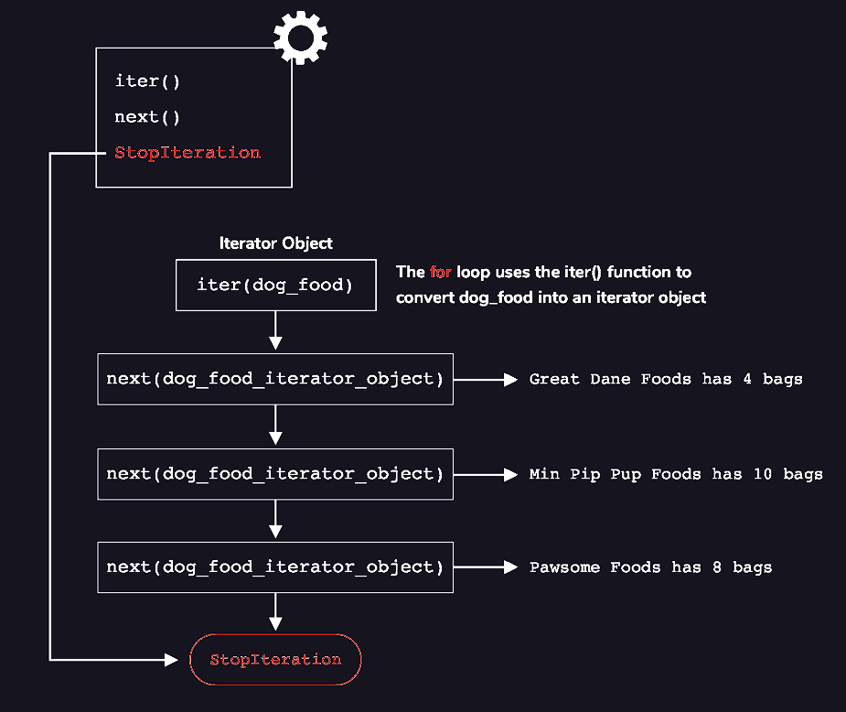 iter()
next()
StopIteration
Iterator Object
iter(dog_food)
The for loop uses the iter() function to
convert dog_food into an iterator object
next(dog_food_iterator_object)
Great Dane Foods has 4 bags
next(dog_food_iterator_object)
Min Pip Pup Foods has 10 bags
next(dog_food_iterator_object)
Pawsome Foods has 8 bags
StopIteration